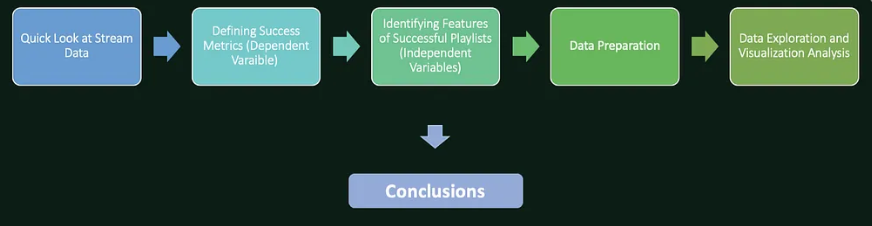 Quick Look at Stream
Data
Defining Success
Metrics (Dependent
Varaible)
Identifying Features
of Successful Playlists
(Independent
Variables)
Data Preparation
Data Exploration and
Visualization Analysis
Conclusions